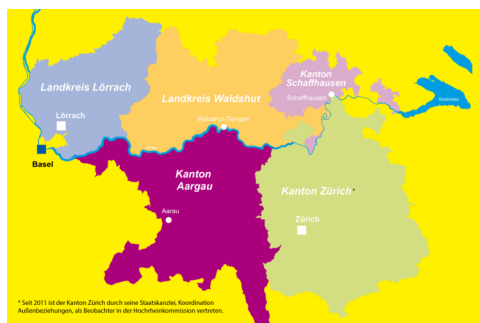 Landkreis Lörrach
Kanton
Schaffhausen
Schaffhausen
Landkreis Waldshut
Bodensee
Lörrach
Waldshut-Tiengen
Rhein
Basel
Kanton
Aargau
Kanton Zürich*
Aarau
Zürich
* Seit 2011 ist der Kanton Zürich durch seine Staatskanzlei, Koordination
Außenbeziehungen, als Beobachter in der Hochrheinkommission vertreten.